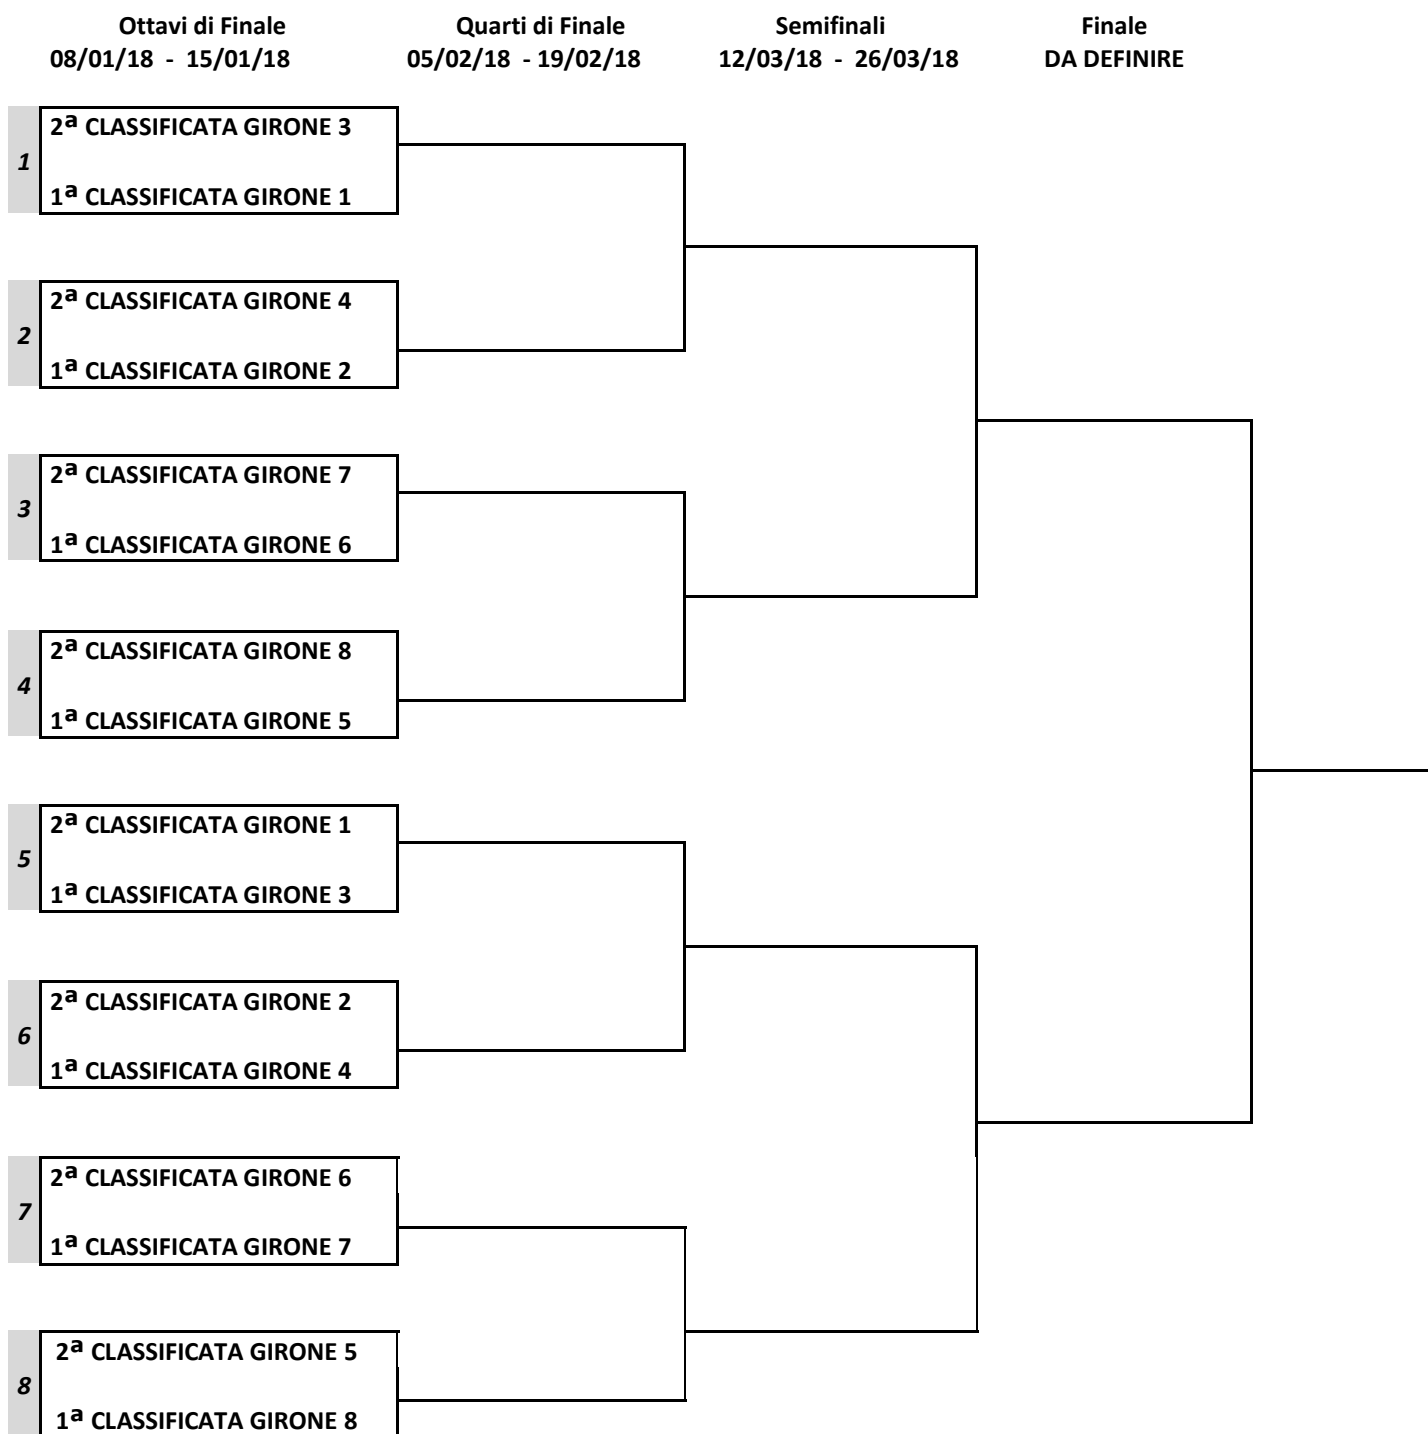 Ottavi di Finale Quarti di Finale Semifinali Finale
08/01/18 - 15/01/18 05/02/18 - 19/02/18 12/03/18 - 26/03/18 DA DEFINIRE
2ª CLASSIFICATA GIRONE 3
1
1ª CLASSIFICATA GIRONE 1
2ª CLASSIFICATA GIRONE 4
2
1ª CLASSIFICATA GIRONE 2
2ª CLASSIFICATA GIRONE 7
3
1ª CLASSIFICATA GIRONE 6
2ª CLASSIFICATA GIRONE 8
4
1ª CLASSIFICATA GIRONE 5
2ª CLASSIFICATA GIRONE 1
5
1ª CLASSIFICATA GIRONE 3
2ª CLASSIFICATA GIRONE 2
6
1ª CLASSIFICATA GIRONE 4
2ª CLASSIFICATA GIRONE 6
7
1ª CLASSIFICATA GIRONE 7
2ª CLASSIFICATA GIRONE 5
8
1ª CLASSIFICATA GIRONE 8